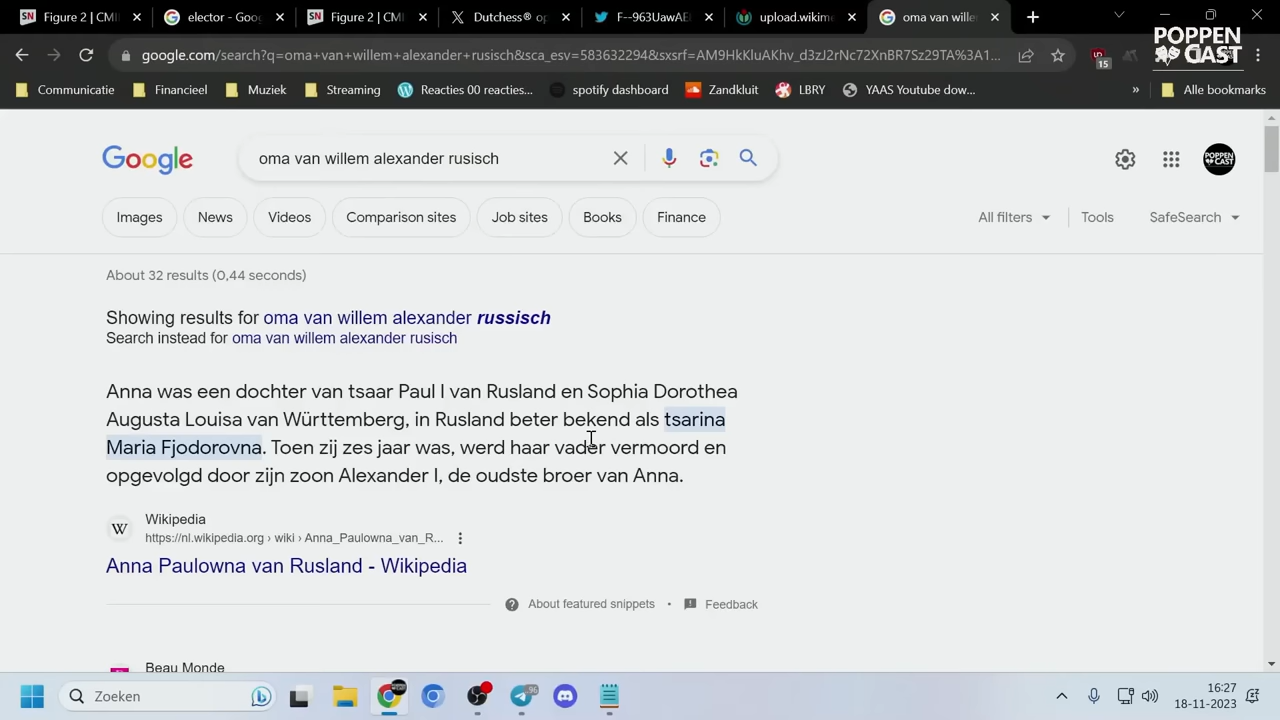 Figure 2 | CMI
elector - Goog
Figure 2 | CMI
Dutchess® op
F--963UawAEl
upload.wikime
oma van wille
POPPEN
CAST
google.com/search?q=oma+van+willem+alexander+rusisch&sca_esv=583632294&sxsrf=AM9HkKluAKhv_d3zJ2rNc72XnBR7Sz29TA%3A1...
15
Communicatie
Financieel
Muziek
Streaming
Reacties 00 reacties...
spotify dashboard
Zandkluit
LBRY
YAAS Youtube dow...
»
Alle bookmarks
Google
oma van willem alexander rusisch
POPPEN
CAST
Images
News
Videos
Comparison sites
Job sites
Books
Finance
All filters
Tools
SafeSearch
About 32 results (0,44 seconds)
Showing results for oma van willem alexander russisch
Search instead for oma van willem alexander rusisch
Anna was een dochter van tsaar Paul I van Rusland en Sophia Dorothea
Augusta Louisa van Württemberg, in Rusland beter bekend als tsarina
Maria Fjodorovna. Toen zij zes jaar was, werd haar vader vermoord en
opgevolgd door zijn zoon Alexander I, de oudste broer van Anna.
Wikipedia
https://nl.wikipedia.org › wiki › Anna_Paulowna_van_R...
Anna Paulowna van Rusland - Wikipedia
About featured snippets
•
Feedback
Beau Monde
Zoeken
96
16:27
18-11-2023